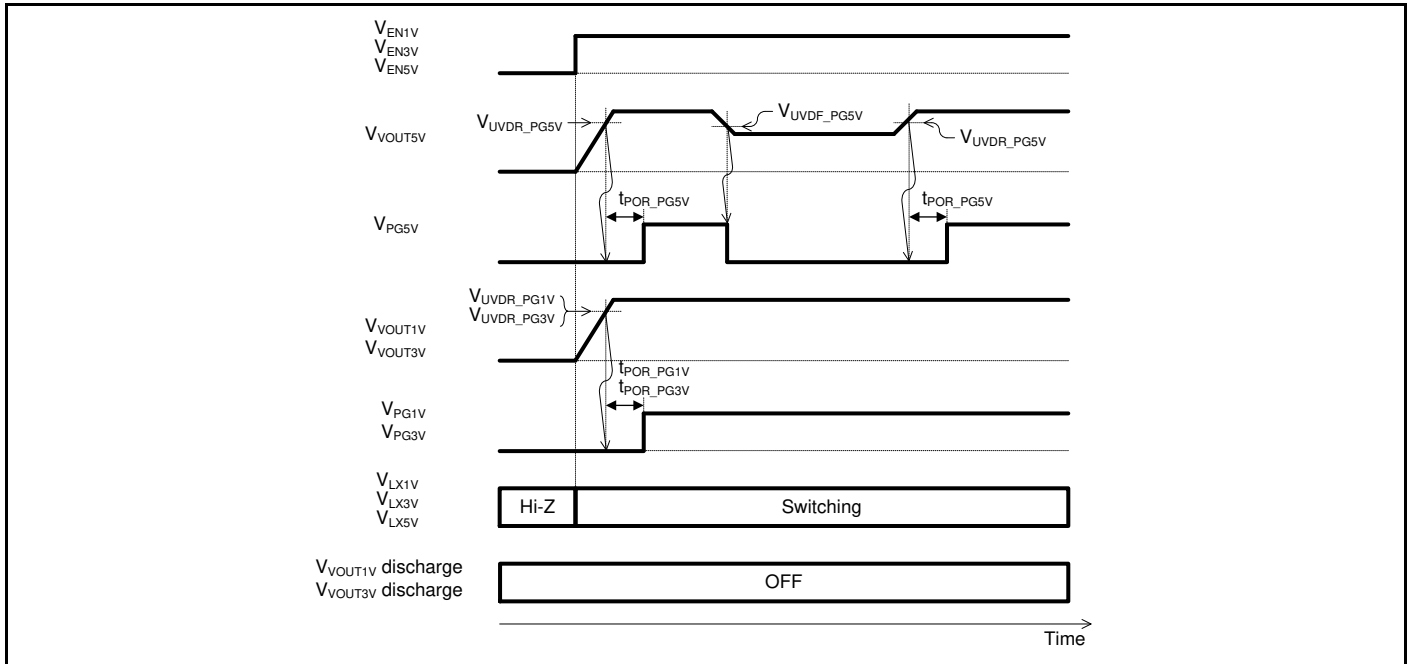 VEN1V
VEN3V
VEN5V
VUVDR_PG5V
VUVDF_PG5V
VUVDR_PG5V
VVOUT5V
tPOR_PG5V
tPOR_PG5V
VPG5V
VUVDR_PG1V
VUVDR_PG3V
VVOUT1V
VVOUT3V
tPOR_PG1V
tPOR_PG3V
VPG1V
VPG3V
VLX1V
VLX3V
VLX5V
Hi-Z
Switching
VVOUT1V discharge
VVOUT3V discharge
OFF
Time